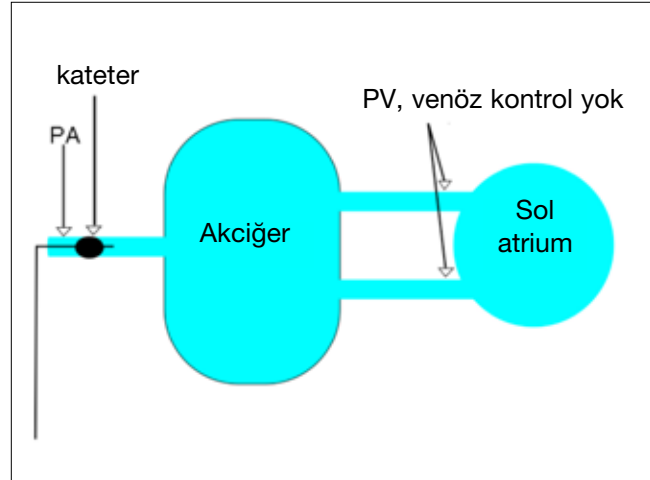 kateter
PV, venöz kontrol yok
PA
Akciğer
Sol
atrium